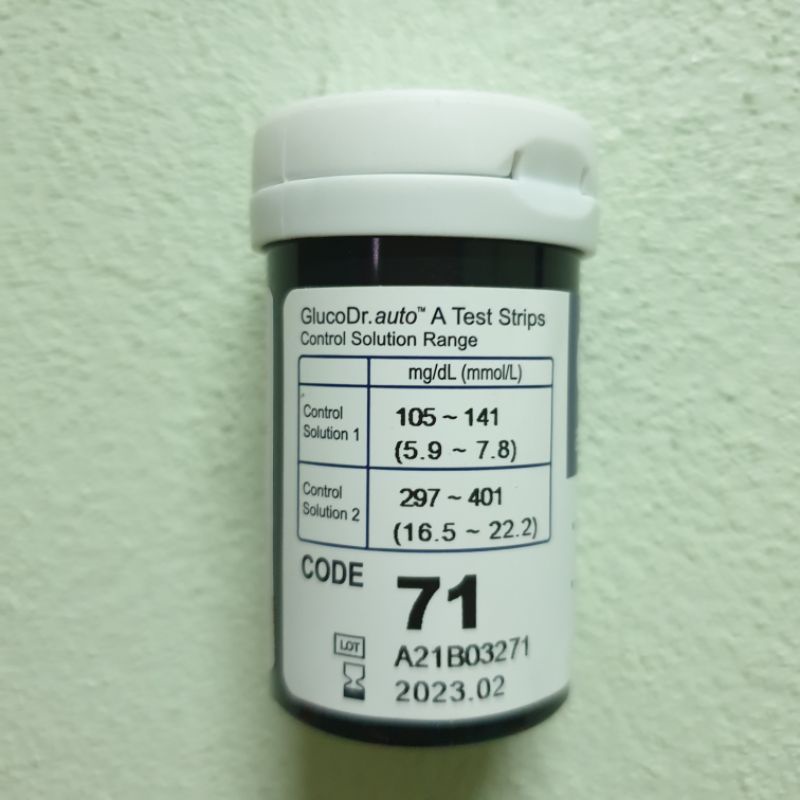 GlucoDr.auto™ A Test Strips
Control Solution Range
mg/dL (mmol/L)
Control
Solution 1
105 ~ 141
(5.9 ~ 7.8)
Control
Solution 2
297 ~ 401
(16.5 ~ 22.2)
CODE
71
LOT
A21B03271
2023.02